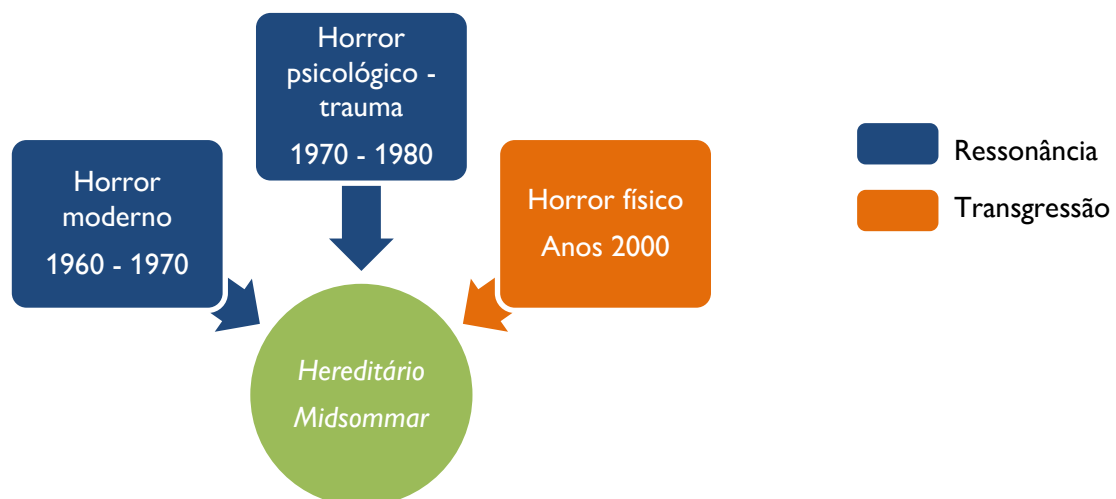 Horror
psicológico -
trauma
1970 - 1980
Horror
moderno
1960 - 1970
Horror físico
Anos 2000
Hereditário
Midsommar
Ressonância
Transgressão